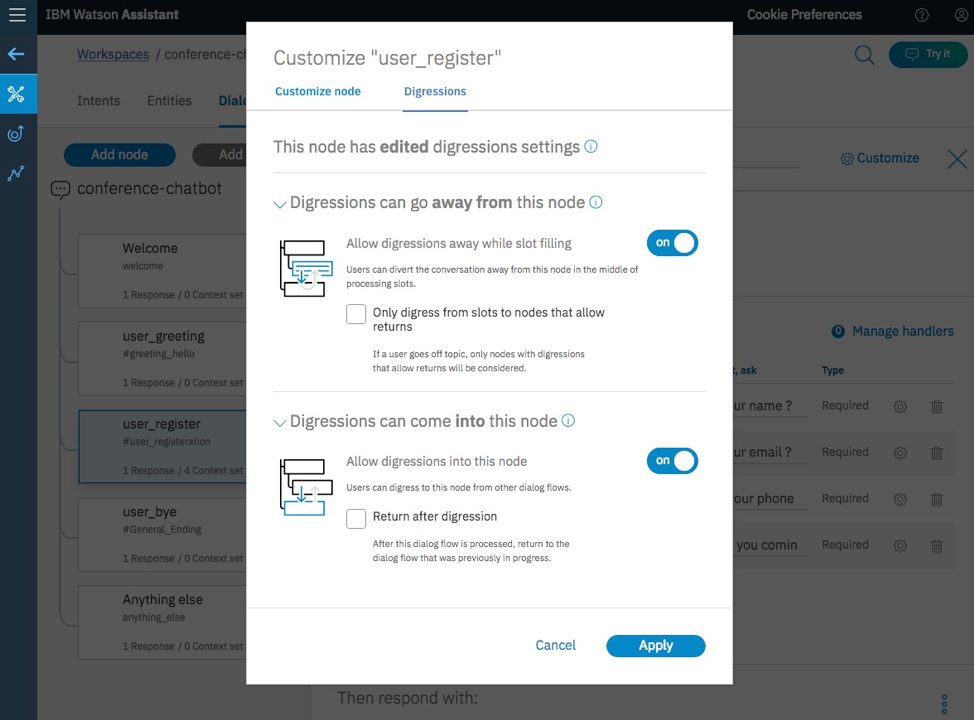 IBM Watson Assistant
Cookie Preferences
Workspaces / conference-ch
Try it
Intents Entities Dialo
Add node
Add
Customize
conference-chatbot
Welcome
welcome
1 Response / 0 Context set
user_greeting
#greeting_hello
1 Response / 0 Context set
user_register
#user_registeration
1 Response / 4 Context set
user_bye
#General_Ending
1 Response / 0 Context set
Anything else
anything_else
1 Response / 0 Context set
Customize "user_register"
Customize node Digressions
This node has edited digressions settings
Digressions can go away from this node
Allow digressions away while slot filling
on
Users can divert the conversation away from this node in the middle of
processing slots.
Only digress from slots to nodes that allow
returns
If a user goes off topic, only nodes with digressions
that allow returns will be considered.
Digressions can come into this node
Allow digressions into this node
on
Users can digress to this node from other dialog flows.
Return after digression
After this dialog flow is processed, return to the
dialog flow that was previously in progress.
Cancel Apply
0 Manage handlers
t, ask Type
ur name ? Required
ur email ? Required
our phone Required
you comin Required
Then respond with: